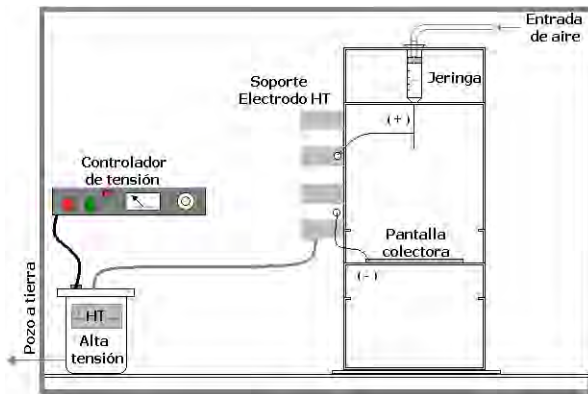 Entrada
de aire
Jeringa
Soporte
Electrodo HT
(+)
Controlador
de tensión
Pantalla
colectora
(-)
HT
Alta
tensión
Pozo a tierra